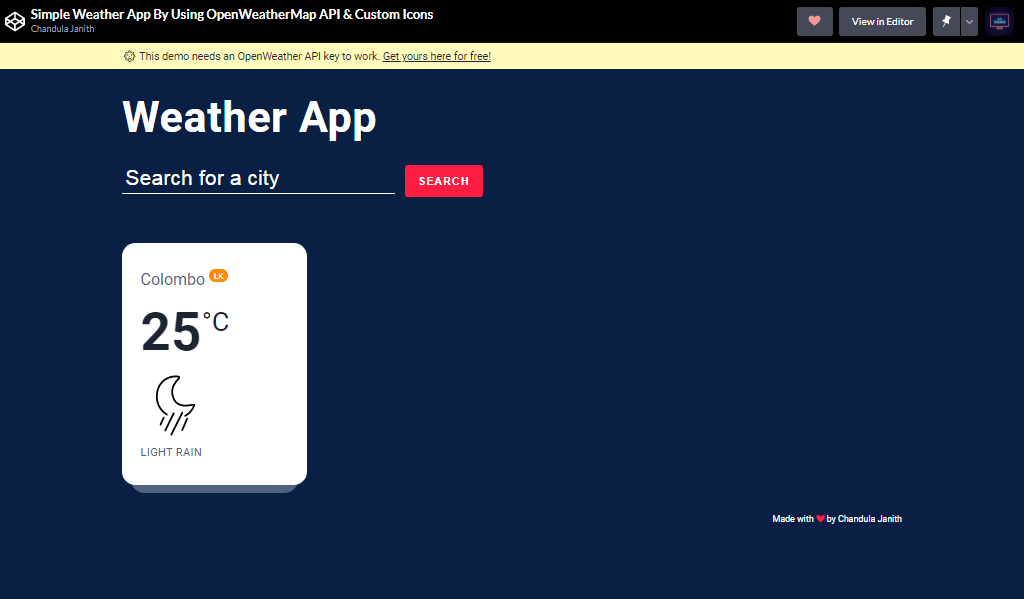 Simple Weather App By Using OpenWeatherMap API & Custom Icons
Chandula Janith
View in Editor
This demo needs an OpenWeather API key to work. Get yours here for free!
Weather App
Search for a city
SEARCH
Colombo LK
25°C
LIGHT RAIN
Made with ❤ by Chandula Janith